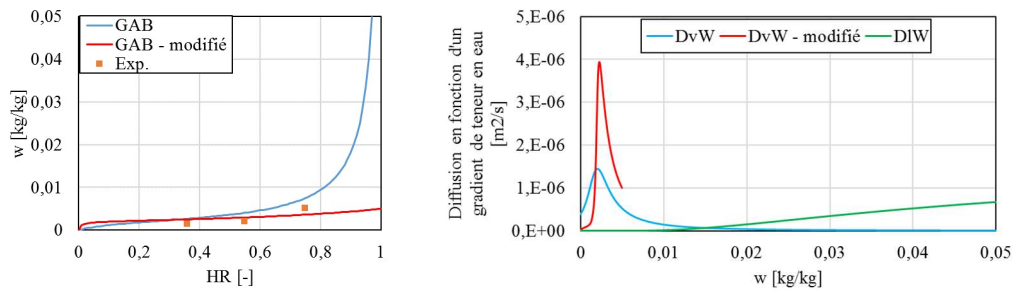 GAB
GAB - modifié
Exp.
0,05
0,04
0,03
0,02
0,01
0
w [kg/kg]
0
0,2
0,4
0,6
0,8
1
HR [-]
DvW
DvW - modifié
DlW
Diffusion en fonction d'un
gradient de teneur en eau
[m2/s]
5,E-06
4,E-06
3,E-06
2,E-06
1,E-06
0,E+00
0
0,01
0,02
0,03
0,04
0,05
w [kg/kg]